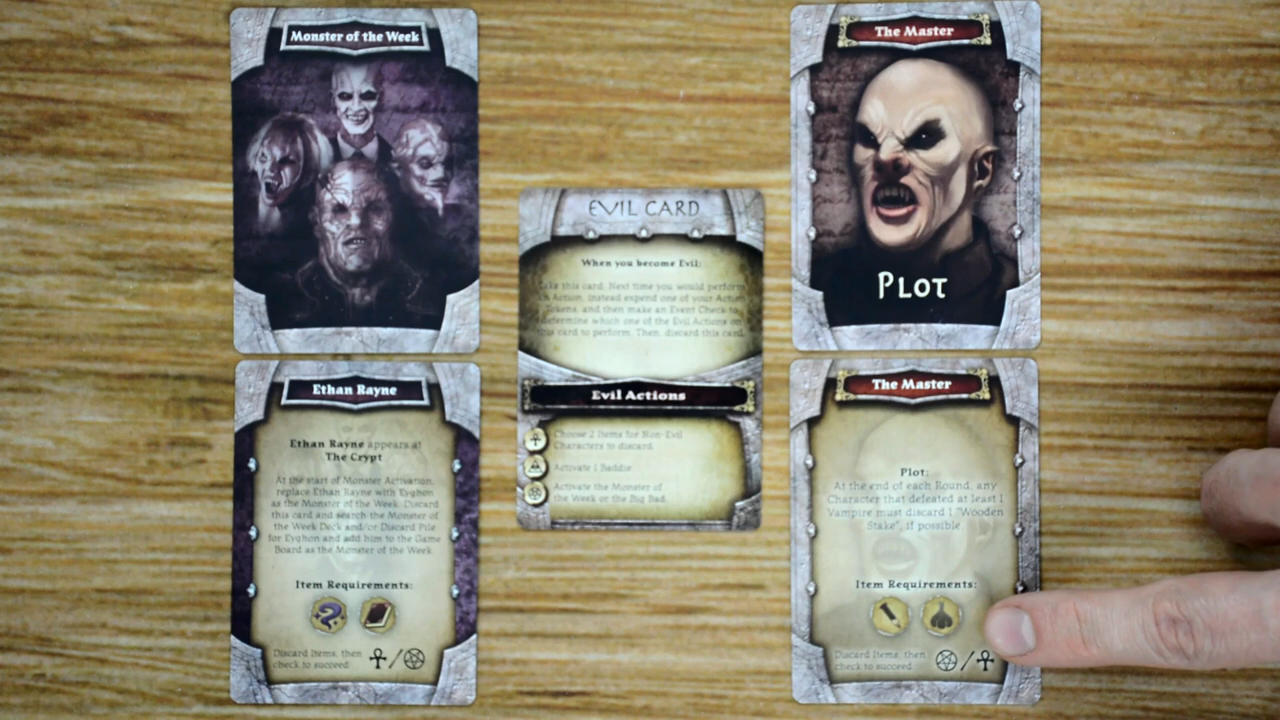 Monster of the Week
Ethan Rayne
Ethan Rayne appears at
The Crypt
At the start of Monster Activation,
replace Ethan Rayne with Eyghon
as the Monster of the Week. Discard
this card and search the Monster of
the Week Deck and/or Discard Pile
for Eyghon and add him to the Game
Board as the Monster of the Week.
Item Requirements:
Discard Items, then
check to succeed
/
EVIL CARD
When you become Evil:
Take this card. Next time you would perform
an Action, instead expend one of your Action
Tokens, and then make an Event Check to
determine which one of the Evil Actions on
this card to perform. Then, discard this card.
Evil Actions
Choose 2 Items for Non-Evil
Characters to discard.
Activate 1 Baddie.
Activate the Monster of
the Week or the Big Bad.
The Master
PLOT
The Master
Plot:
At the end of each Round, any
Character that defeated at least 1
Vampire must discard 1 "Wooden
Stake", if possible.
Item Requirements:
Discard Items, then
check to succeed
/